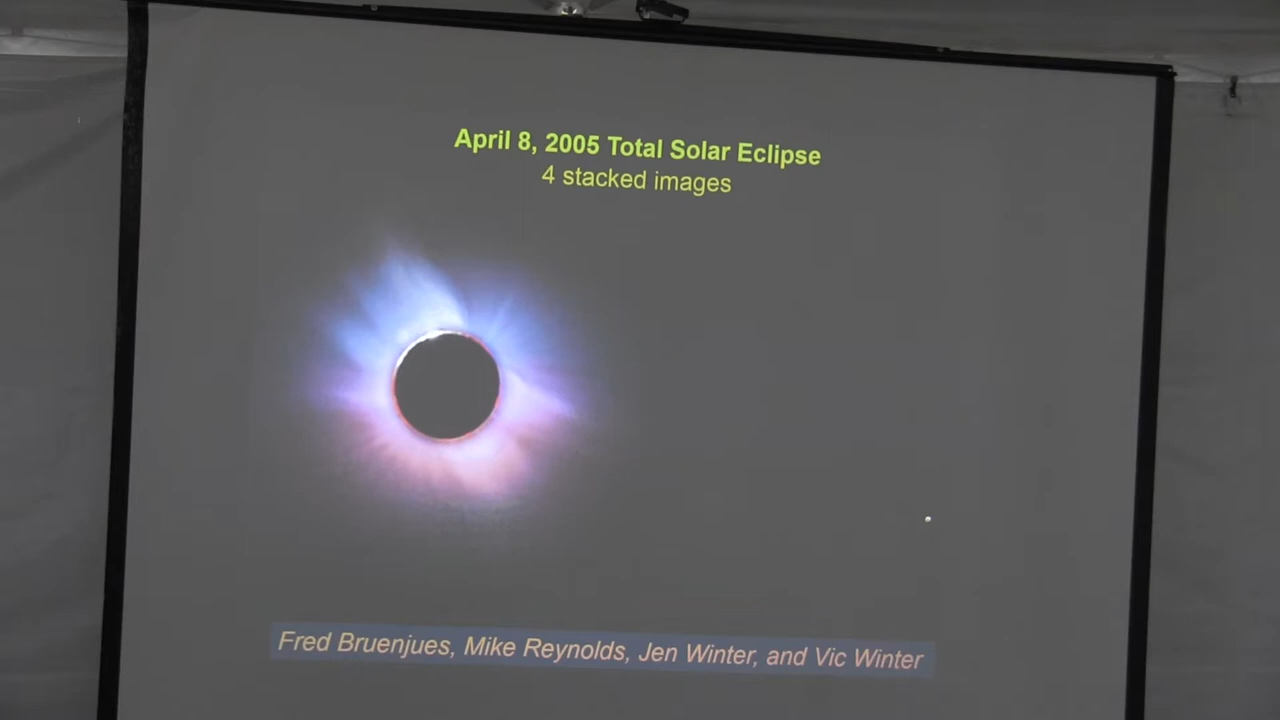 April 8, 2005 Total Solar Eclipse
4 stacked images
Fred Bruenjues, Mike Reynolds, Jen Winter, and Vic Winter